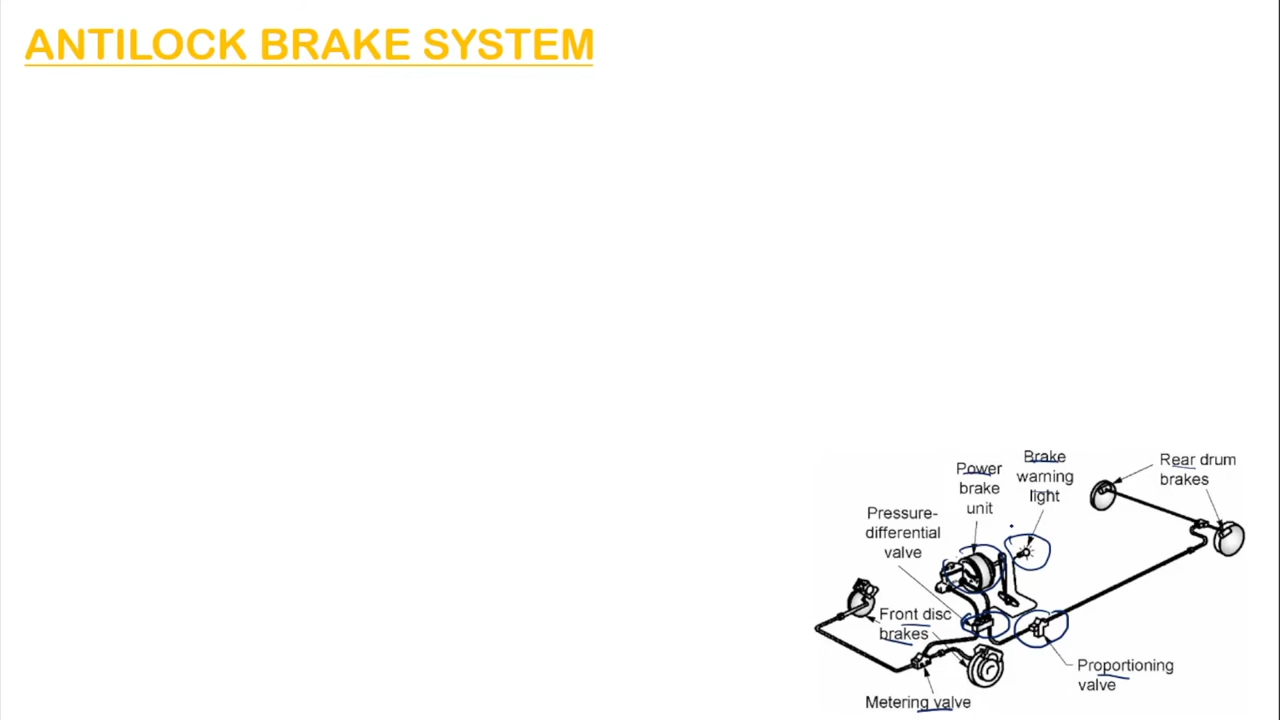 ANTILOCK BRAKE SYSTEM
Power
brake
unit
Brake
warning
light
Rear drum
brakes
Pressure-
differential
valve
Front disc
brakes
Proportioning
valve
Metering valve